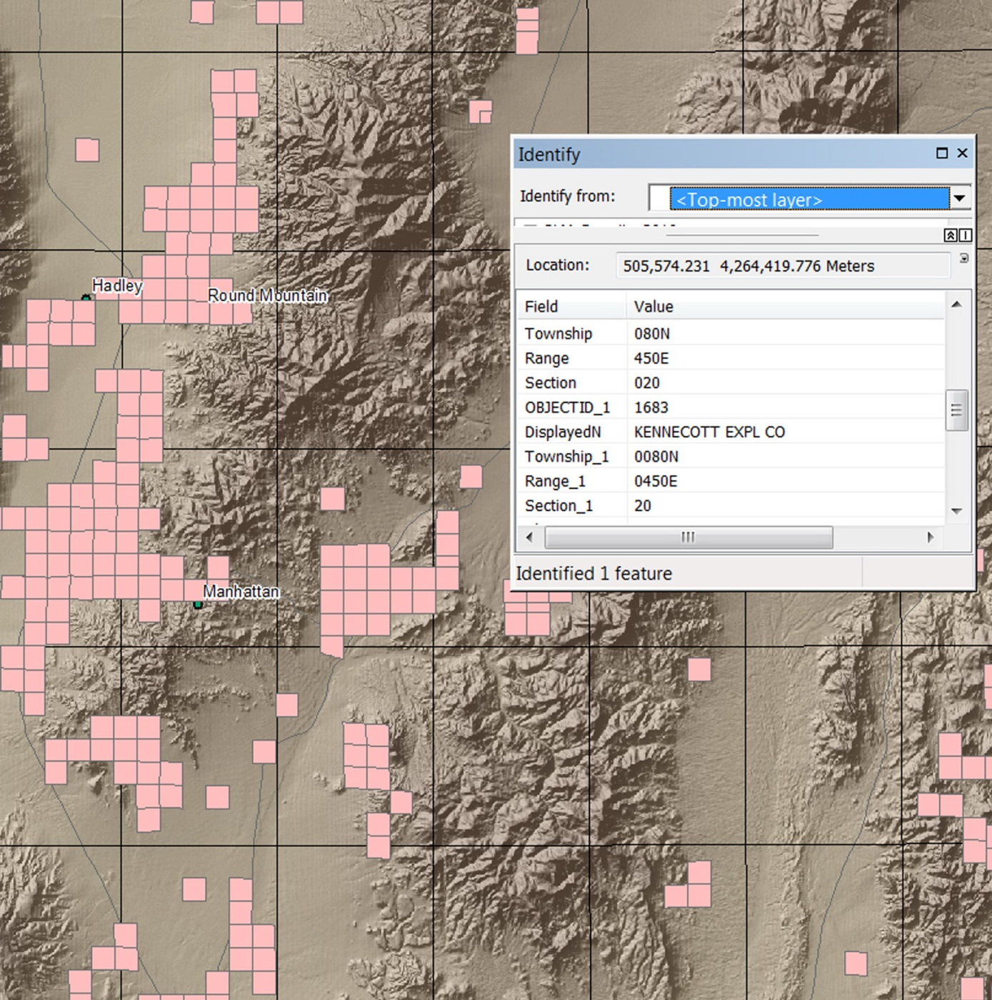 Identify
Identify from: <Top-most layer>
Location: 505,574.231 4,264,419.776 Meters
Field Value
Township 080N
Range 450E
Section 020
OBJECTID_1 1683
DisplayedN KENNECOTT EXPL CO
Township_1 0080N
Range_1 0450E
Section_1 20
Identified 1 feature
Hadley
Round Mountain
Manhattan